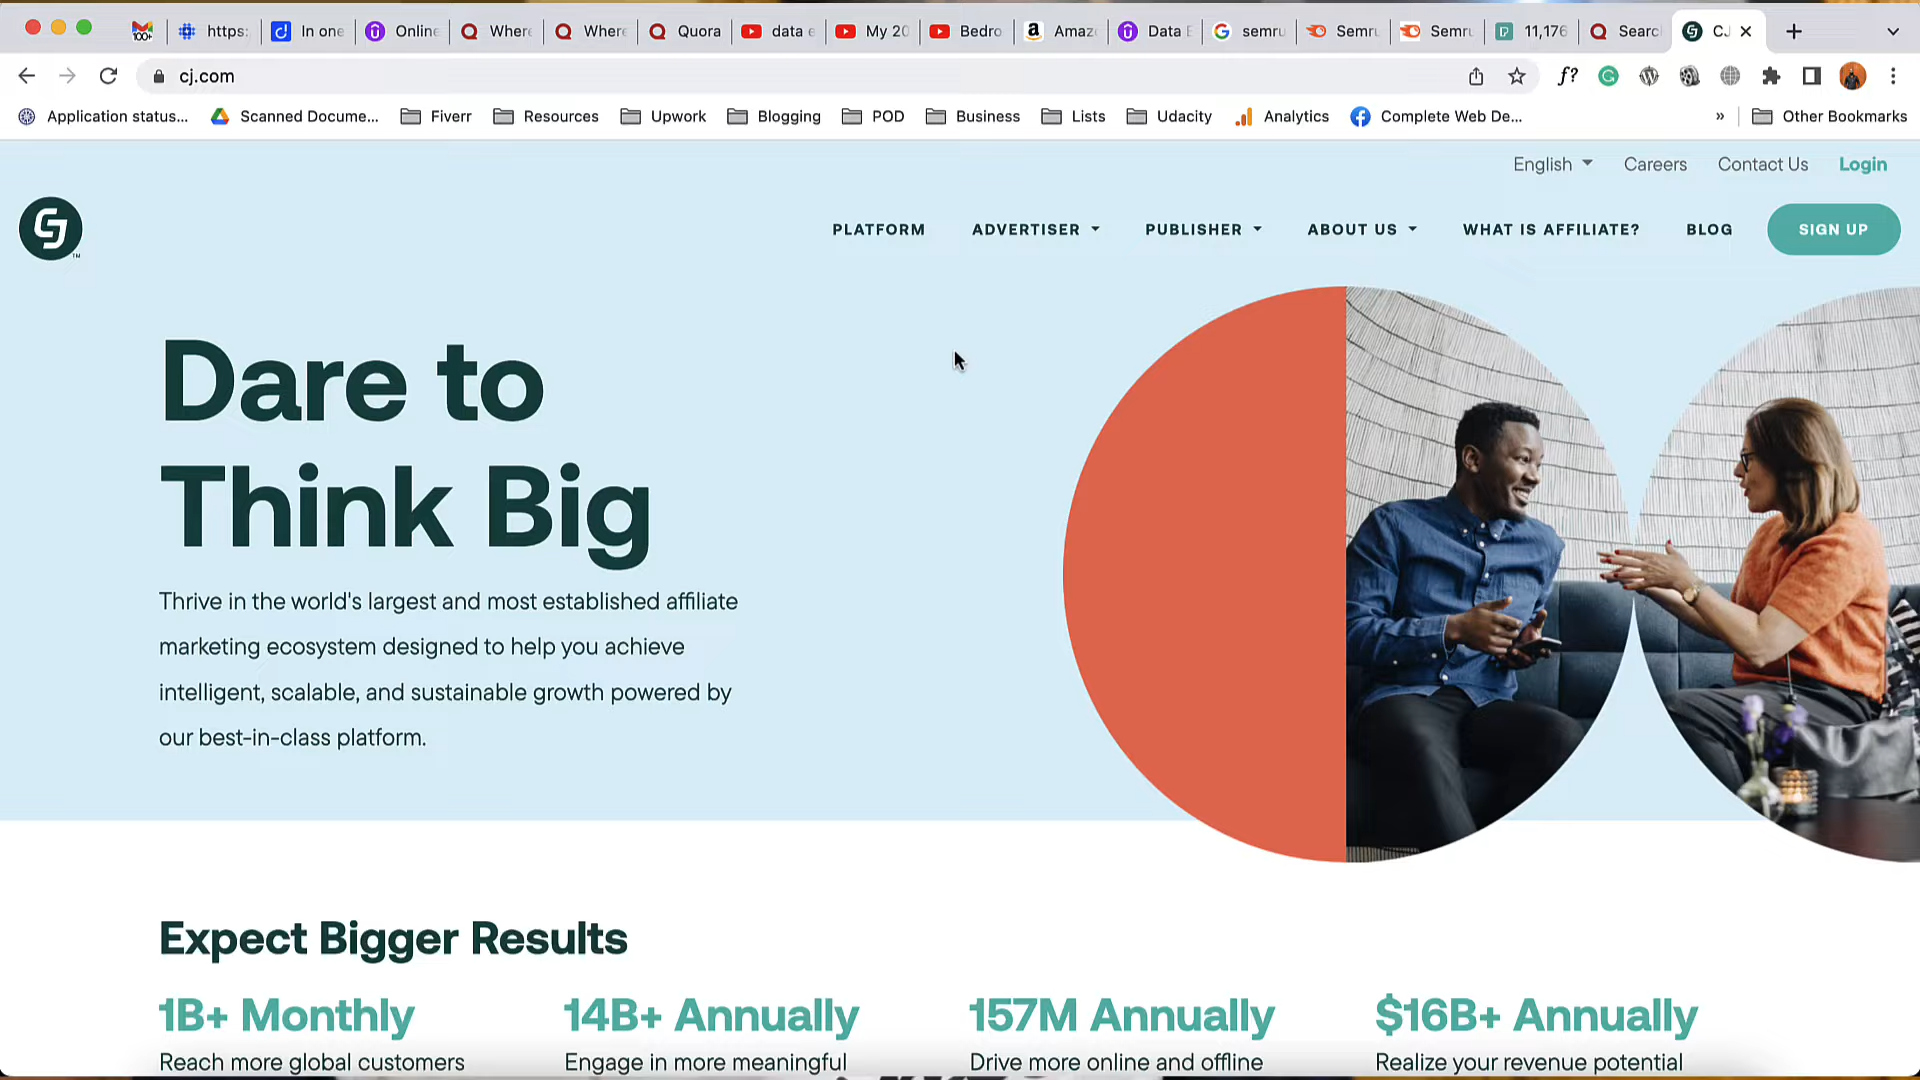 https:
In one
Online
Where
Where
Quora
data e
My 20
Bedro
Amaz
Data E
semru
Semru
Semru
11,176
Searc
CJ
cj.com
Application status...
Scanned Docume...
Fiverr
Resources
Upwork
Blogging
POD
Business
Lists
Udacity
Analytics
Complete Web De...
»
Other Bookmarks
English
Careers
Contact Us
Login
PLATFORM
ADVERTISER
PUBLISHER
ABOUT US
WHAT IS AFFILIATE?
BLOG
SIGN UP
Dare to
Think Big
Thrive in the world's largest and most established affiliate
marketing ecosystem designed to help you achieve
intelligent, scalable, and sustainable growth powered by
our best-in-class platform.
Expect Bigger Results
1B+ Monthly
14B+ Annually
157M Annually
$16B+ Annually
Reach more global customers
Engage in more meaningful
Drive more online and offline
Realize your revenue potential